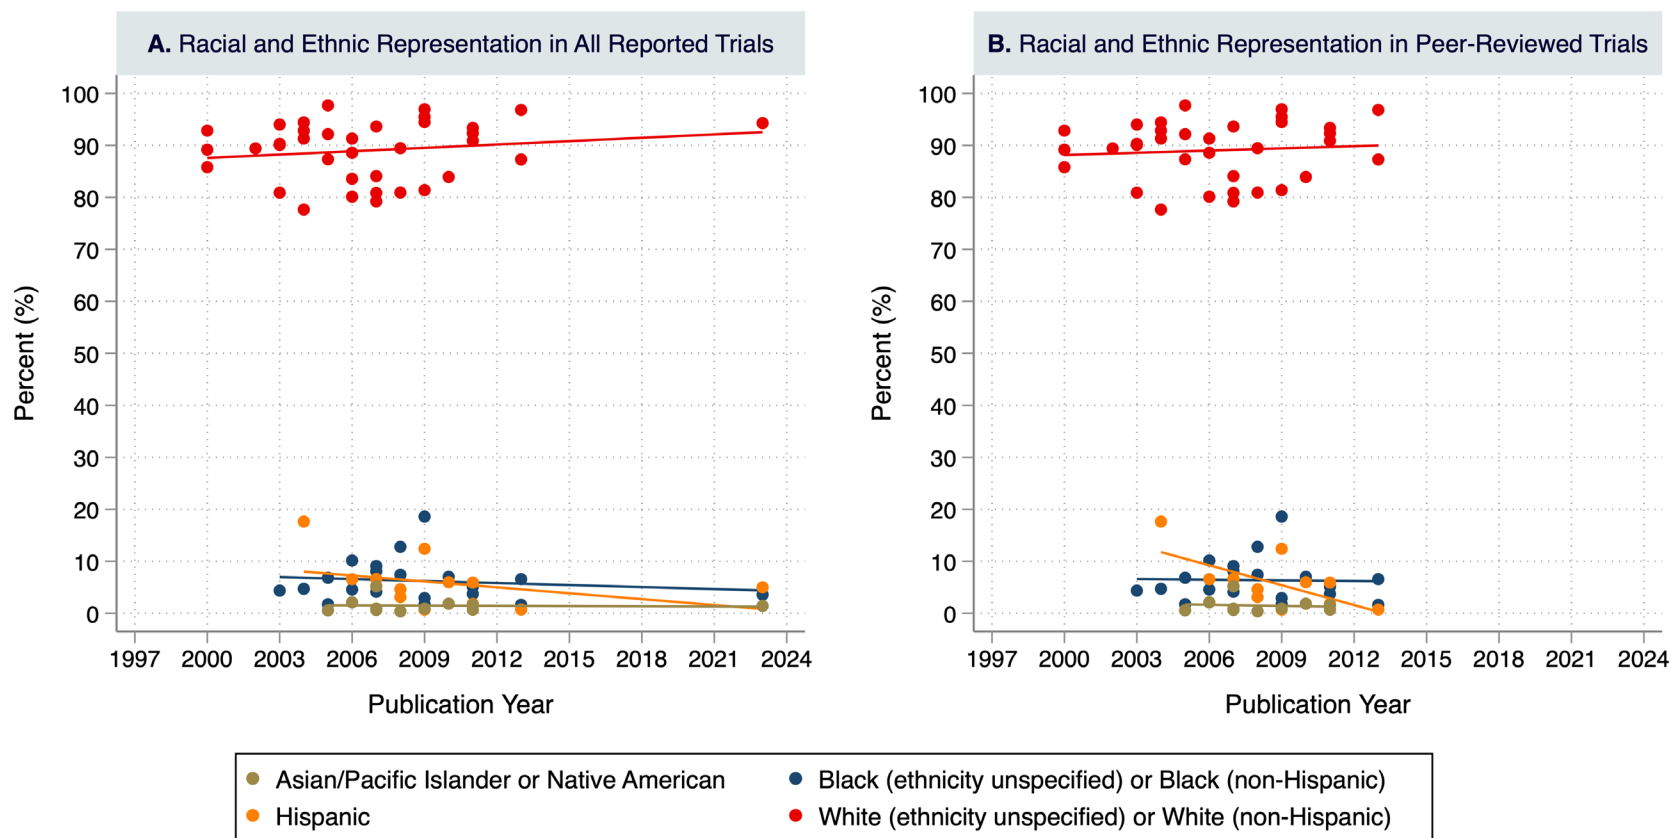 A. Racial and Ethnic Representation in All Reported Trials
100
90
80
70
60
50
40
30
20
10
0
Percent (%)
1997 2000 2003 2006 2009 2012 2015 2018 2021 2024
Publication Year
B. Racial and Ethnic Representation in Peer-Reviewed Trials
100
90
80
70
60
50
40
30
20
10
0
Percent (%)
1997 2000 2003 2006 2009 2012 2015 2018 2021 2024
Publication Year
Asian/Pacific Islander or Native American
Black (ethnicity unspecified) or Black (non-Hispanic)
Hispanic
White (ethnicity unspecified) or White (non-Hispanic)